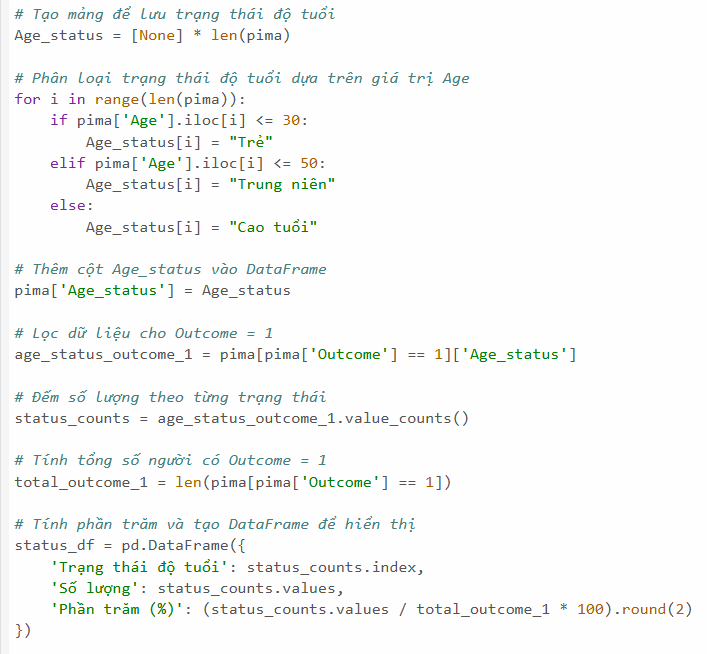 # Tạo mảng để lưu trạng thái độ tuổi
Age_status = [None] * len(pima)
# Phân loại trạng thái độ tuổi dựa trên giá trị Age
for i in range(len(pima)):
    if pima['Age'].iloc[i] <= 30:
        Age_status[i] = "Trẻ"
    elif pima['Age'].iloc[i] <= 50:
        Age_status[i] = "Trung niên"
    else:
        Age_status[i] = "Cao tuổi"
# Thêm cột Age_status vào DataFrame
pima['Age_status'] = Age_status
# Lọc dữ liệu cho Outcome = 1
age_status_outcome_1 = pima[pima['Outcome'] == 1]['Age_status']
# Đếm số lượng theo từng trạng thái
status_counts = age_status_outcome_1.value_counts()
# Tính tổng số người có Outcome = 1
total_outcome_1 = len(pima[pima['Outcome'] == 1])
# Tính phần trăm và tạo DataFrame để hiển thị
status_df = pd.DataFrame({
    'Trạng thái độ tuổi': status_counts.index,
    'Số lượng': status_counts.values,
    'Phần trăm (%)': (status_counts.values / total_outcome_1 * 100).round(2)
})